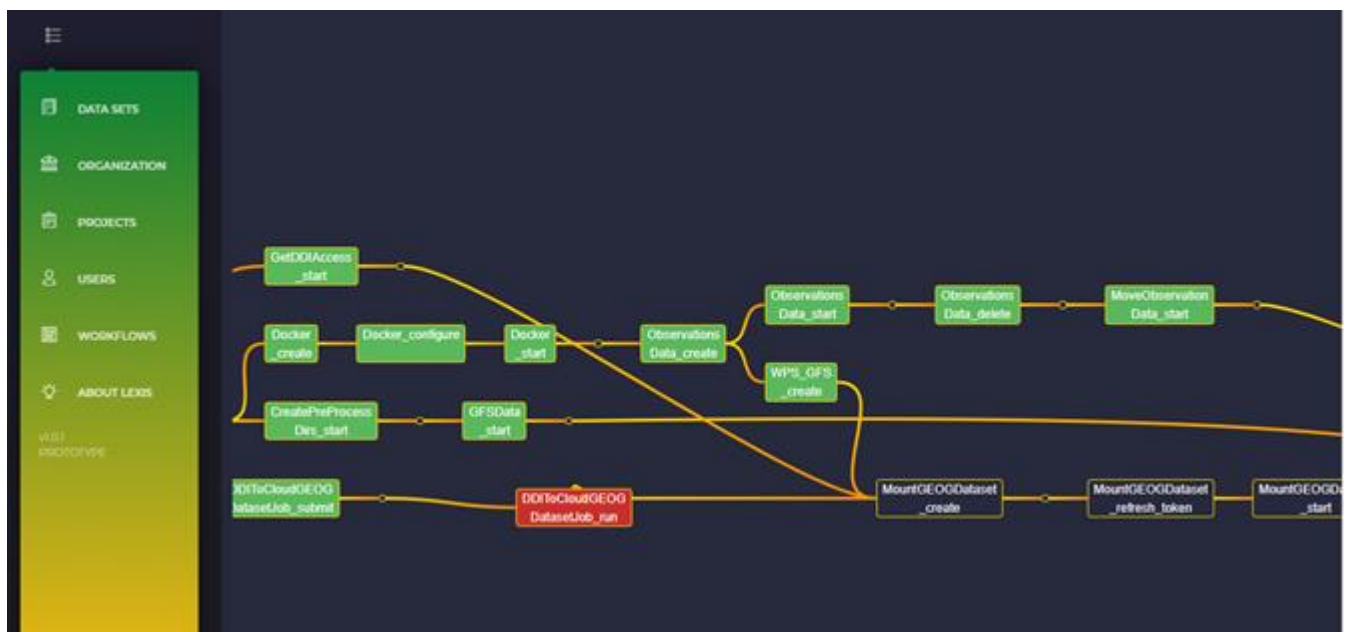 DATA SETS
ORGANIZATION
PROJECTS
USERS
WORKFLOWS
ABOUT LEXIS
PROTOTYPE
GetDDIAccess
_start
Docker
_create
Docker_configure
Docker
_start
Observations
Data_create
Observations
Data_start
Observations
Data_delete
MoveObservation
Data_start
WPS_GFS
_create
CreatePreProcess
Dirs_start
GFSData
_start
DDIToCloudGEOG
DatasetJob_submit
DDIToCloudGEOG
DatasetJob_run
MountGEOGDataset
_create
MountGEOGDataset
_refresh_token
MountGEOGDa
_start